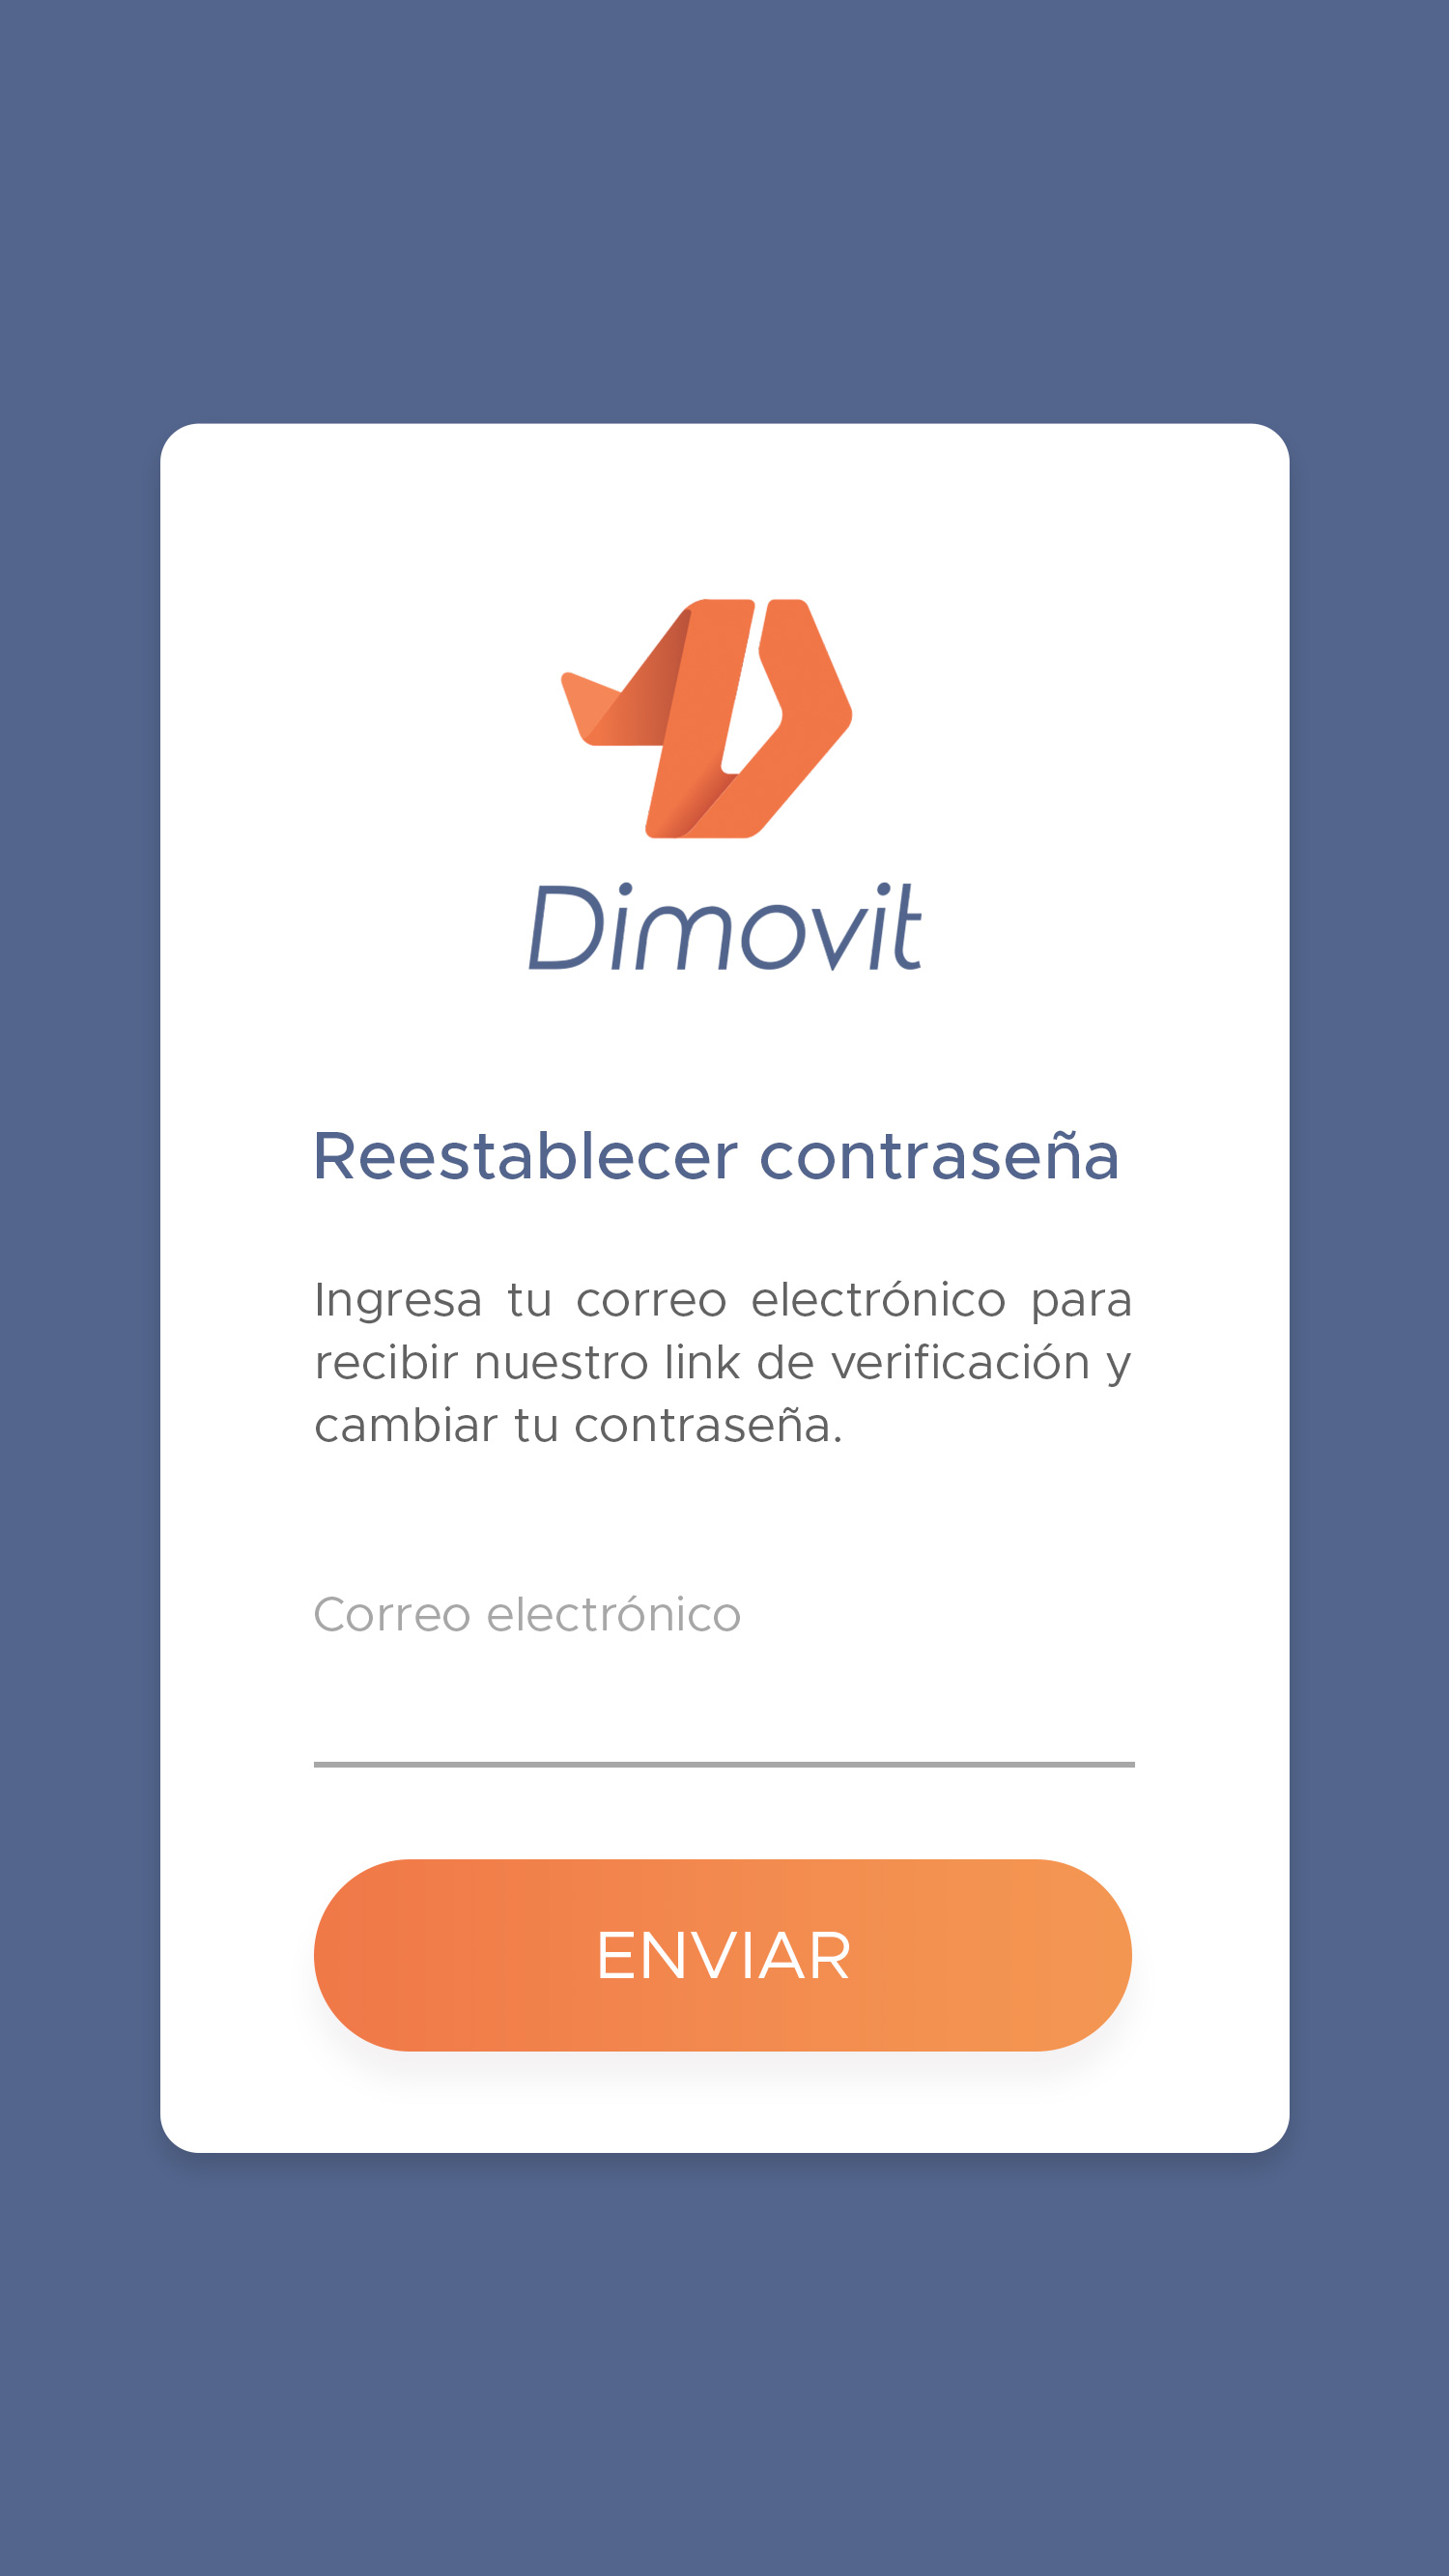 Dimovit
Reestablecer contraseña
Ingresa tu correo electrónico para
recibir nuestro link de verificación y
cambiar tu contraseña.
Correo electrónico
ENVIAR